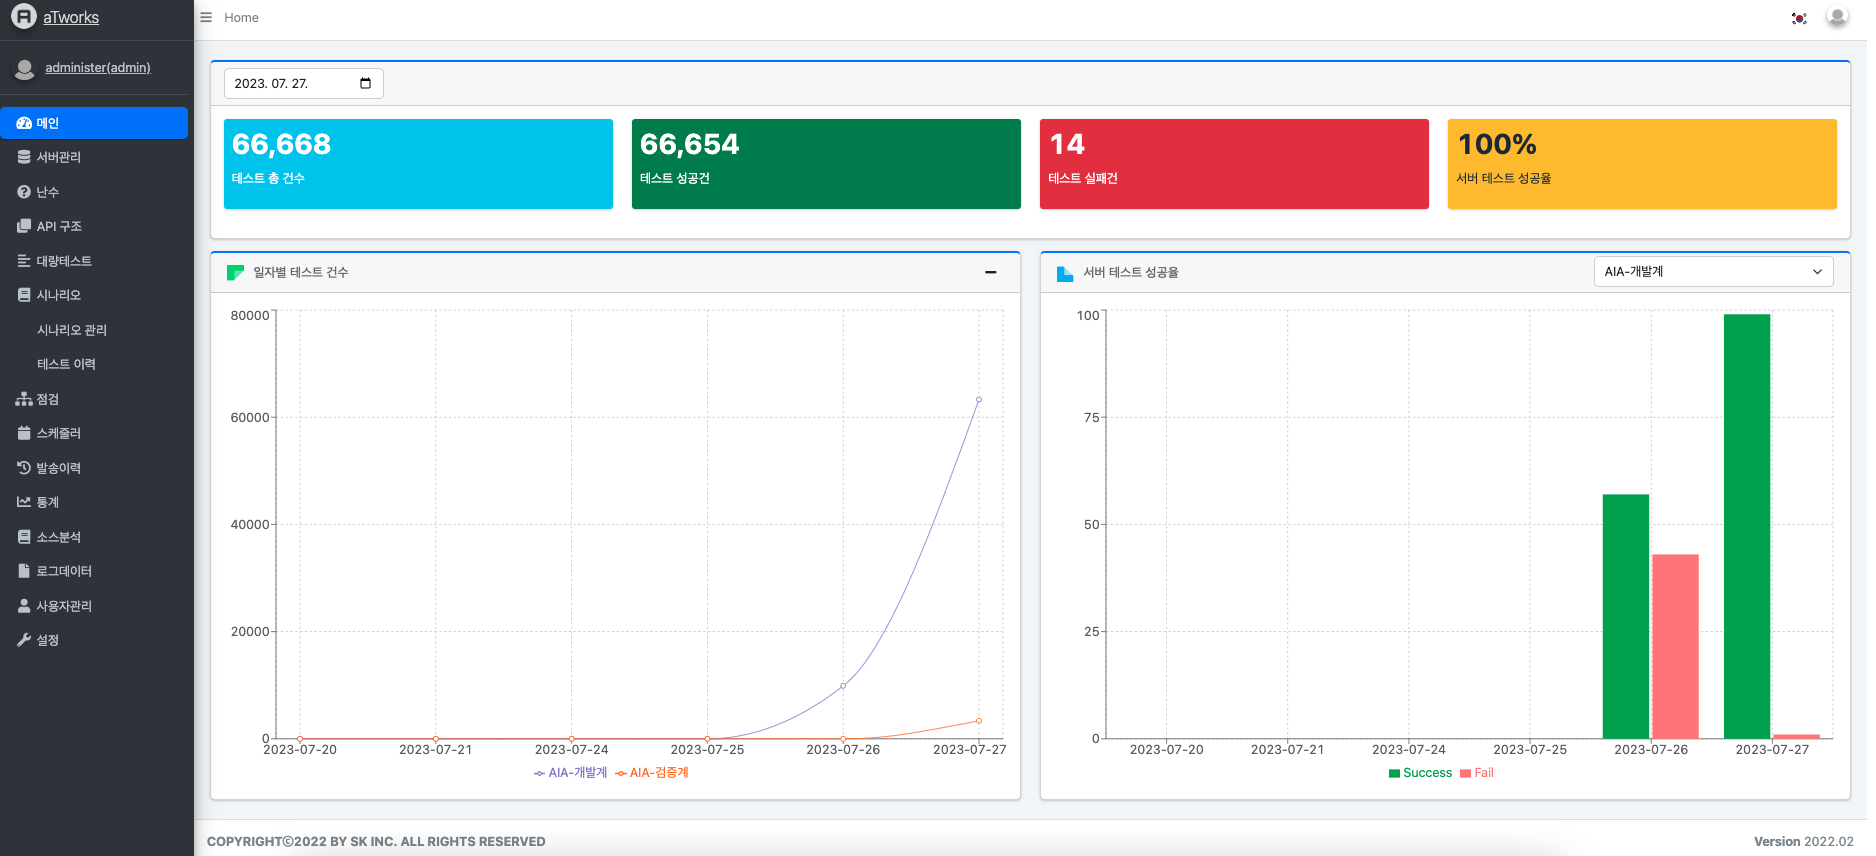 aTworks
Home
administer(admin)
메인
서버관리
난수
API 구조
대량테스트
시나리오
시나리오 관리
테스트 이력
점검
스케줄러
발송이력
통계
소스분석
로그데이터
사용자관리
설정
2023. 07. 27.
66,668
테스트 총 건수
66,654
테스트 성공건
14
테스트 실패건
100%
서버 테스트 성공율
일자별 테스트 건수
80000
60000
40000
20000
0
2023-07-20 2023-07-21 2023-07-24 2023-07-25 2023-07-26 2023-07-27
AIA-개발계 AIA-검증계
서버 테스트 성공율
AIA-개발계
100
75
50
25
0
2023-07-20 2023-07-21 2023-07-24 2023-07-25 2023-07-26 2023-07-27
Success Fail
COPYRIGHT©2022 BY SK INC. ALL RIGHTS RESERVED
Version 2022.02